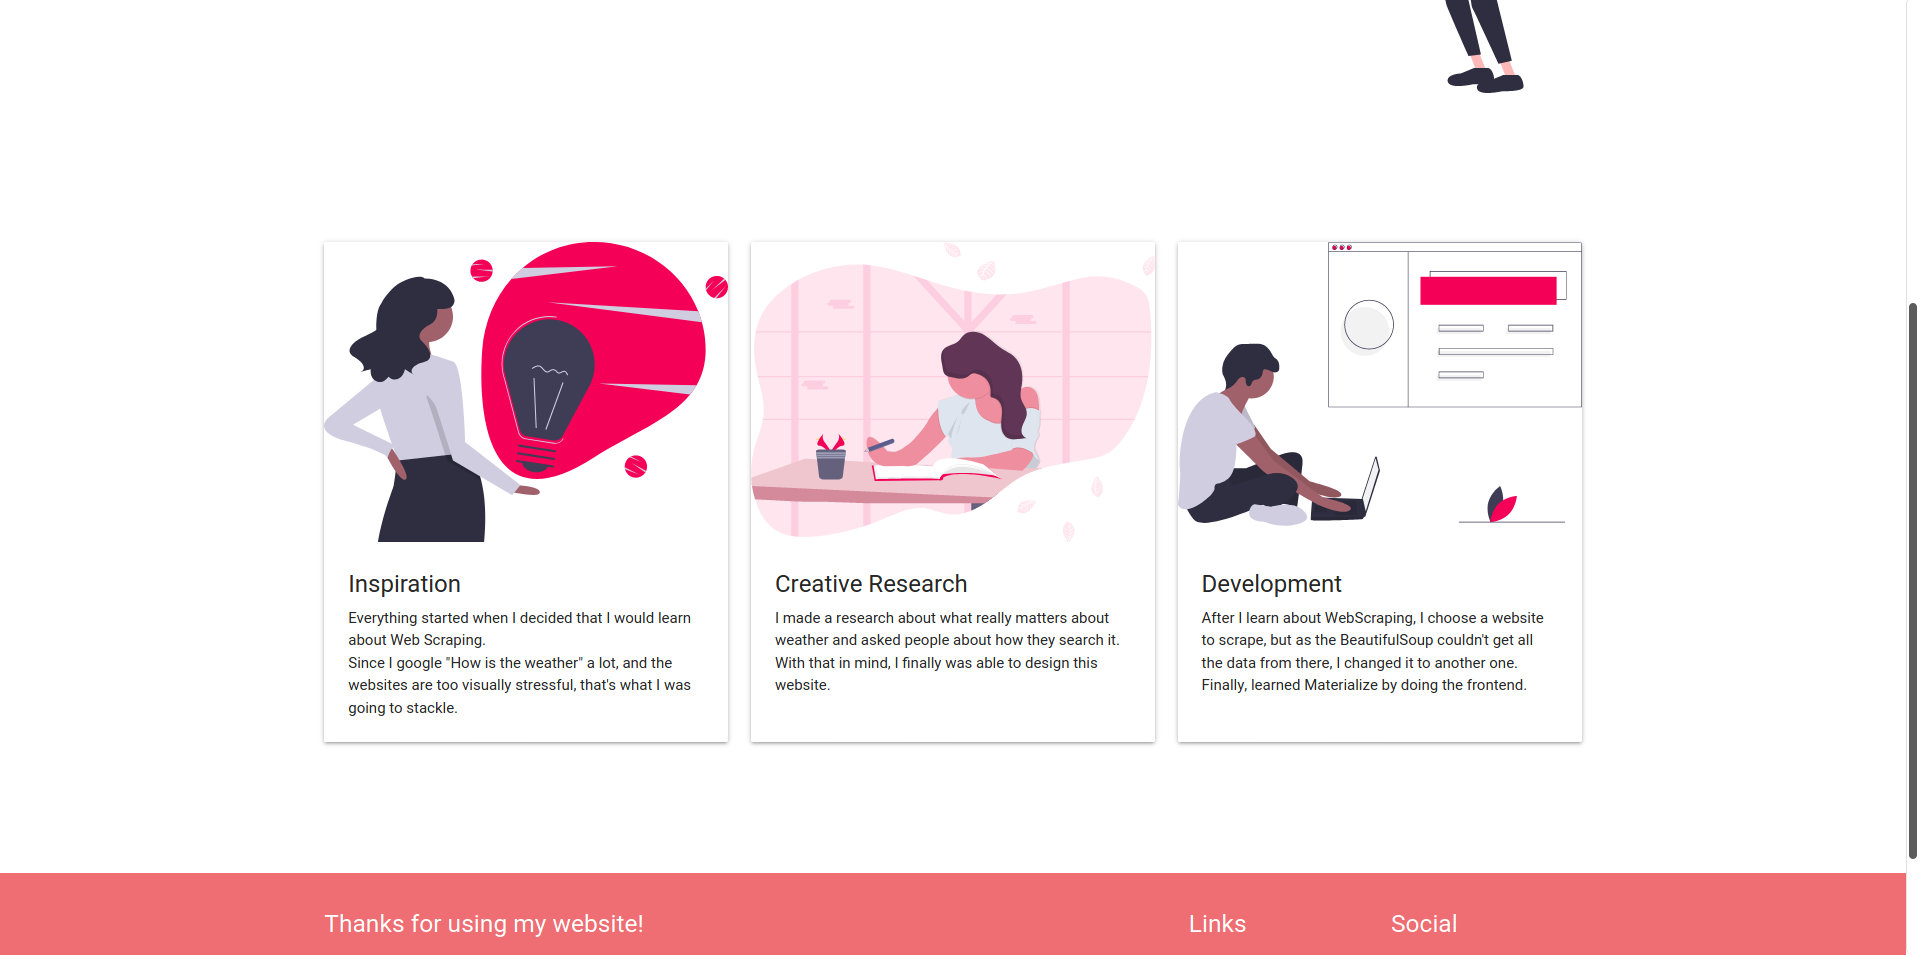 Inspiration
Everything started when I decided that I would learn
about Web Scraping.
Since I google "How is the weather" a lot, and the
websites are too visually stressful, that's what I was
going to stackle.
Creative Research
I made a research about what really matters about
weather and asked people about how they search it.
With that in mind, I finally was able to design this
website.
Development
After I learn about WebScraping, I choose a website
to scrape, but as the BeautifulSoup couldn't get all
the data from there, I changed it to another one.
Finally, learned Materialize by doing the frontend.
Thanks for using my website!
Links
Social